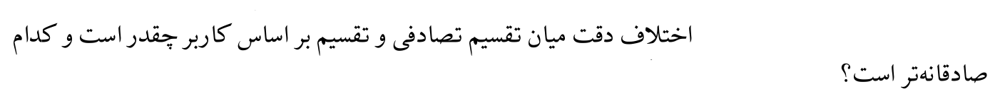 اختلاف دقت میان تقسیم تصادفی و تقسیم بر اساس کاربر چقدر است و کدام
صادقانه‌تر است؟